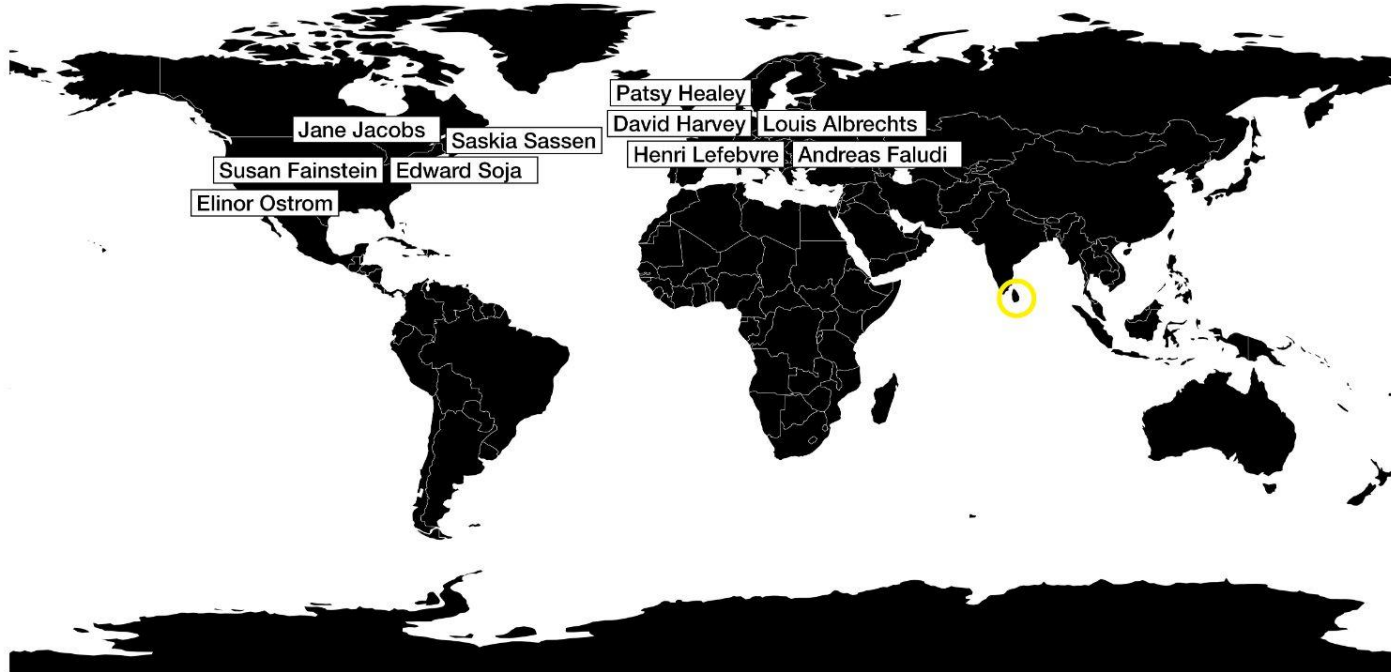 Patsy Healey
Jane Jacobs
David Harvey
Louis Albrechts
Saskia Sassen
Henri Lefebvre
Andreas Faludi
Susan Fainstein
Edward Soja
Elinor Ostrom